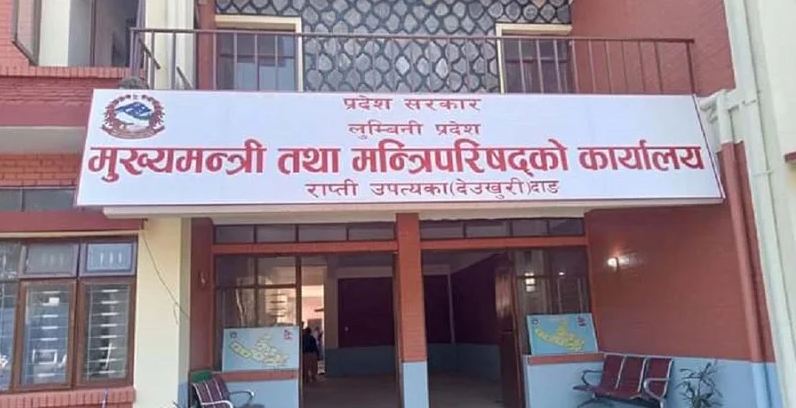 प्रदेश सरकार
लुम्बिनी प्रदेश
मुख्यमन्त्री तथा मन्त्रिपरिषद्को कार्यालय
राप्ती उपत्यका(देउखुरी)दाङ